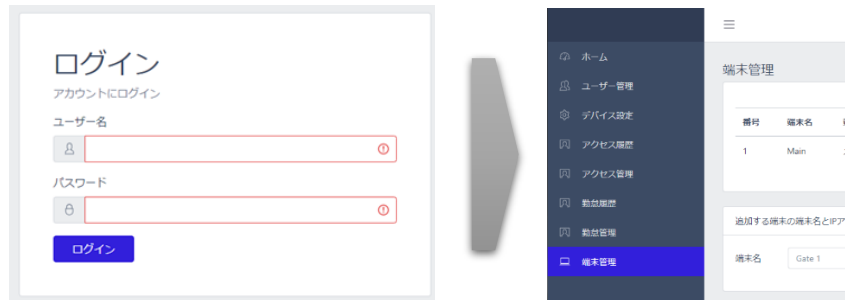 ログイン
アカウントにログイン
ユーザー名
パスワード
ログイン
ホーム
ユーザー管理
デバイス設定
アクセス履歴
アクセス管理
勤怠履歴
勤怠管理
端末管理
端末管理
番号 端末名
1 Main
追加する端末の端末名とIPア
端末名 Gate 1